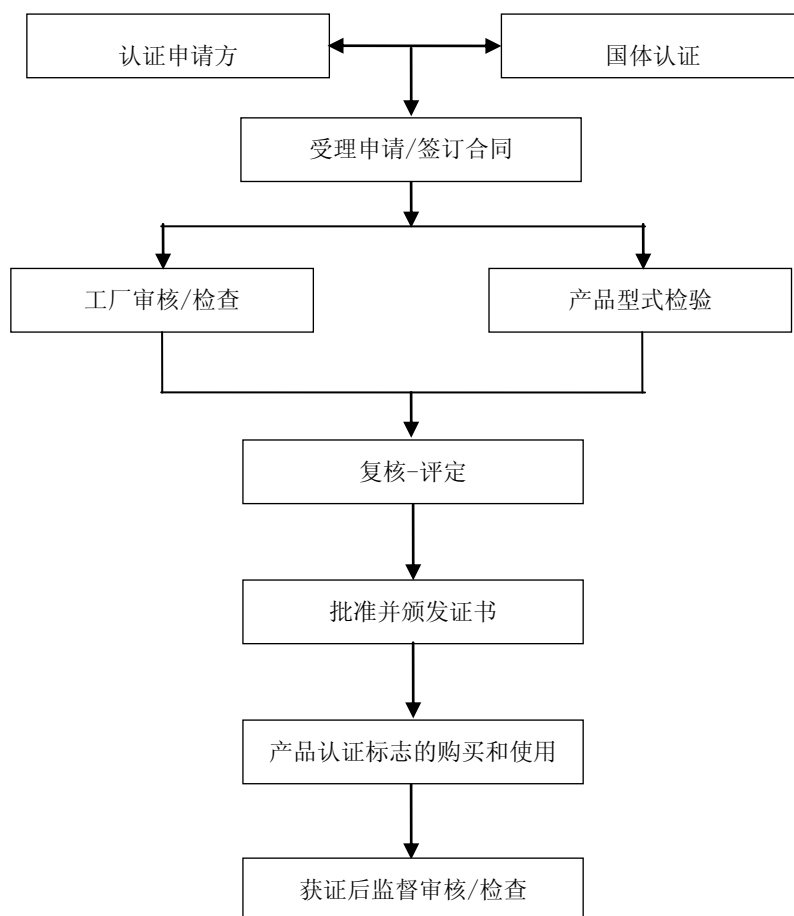 认证申请方
国体认证
受理申请/签订合同
工厂审核/检查
产品型式检验
复核-评定
批准并颁发证书
产品认证标志的购买和使用
获证后监督审核/检查